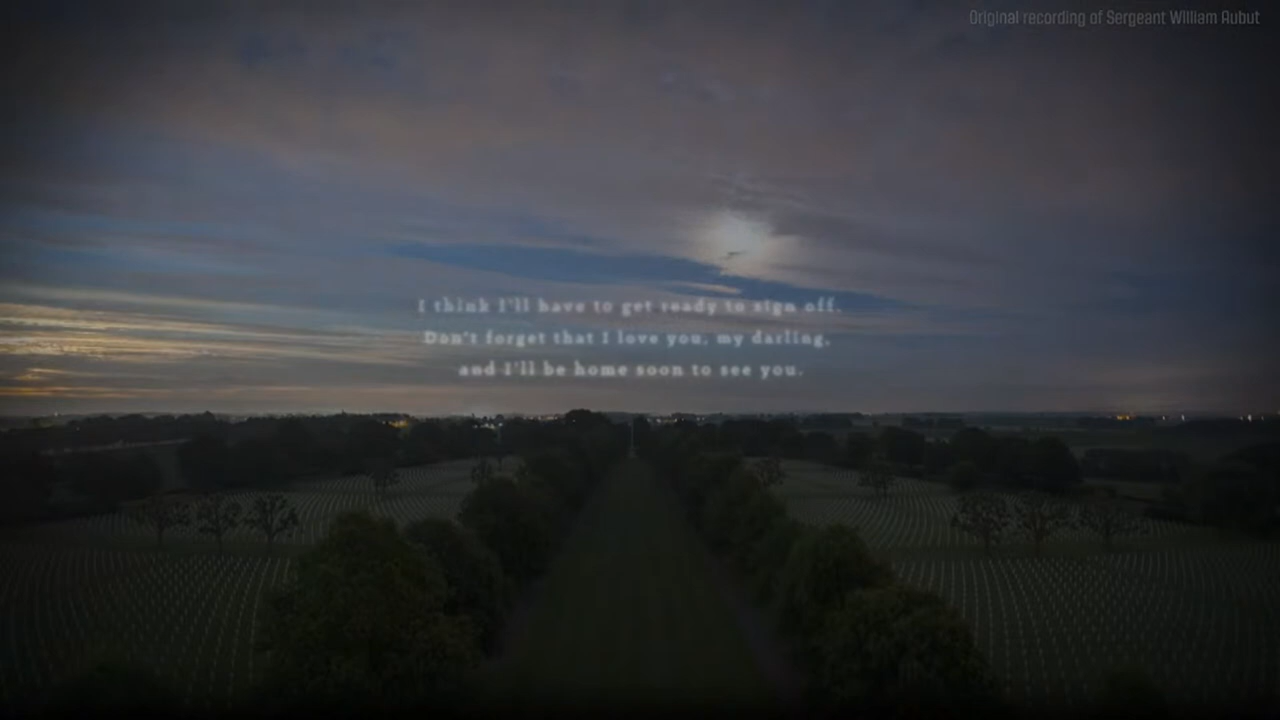 Original recording of Sergeant William Aubut
I think I'll have to get ready to sign off.
Don't forget that I love you, my darling,
and I'll be home soon to see you.